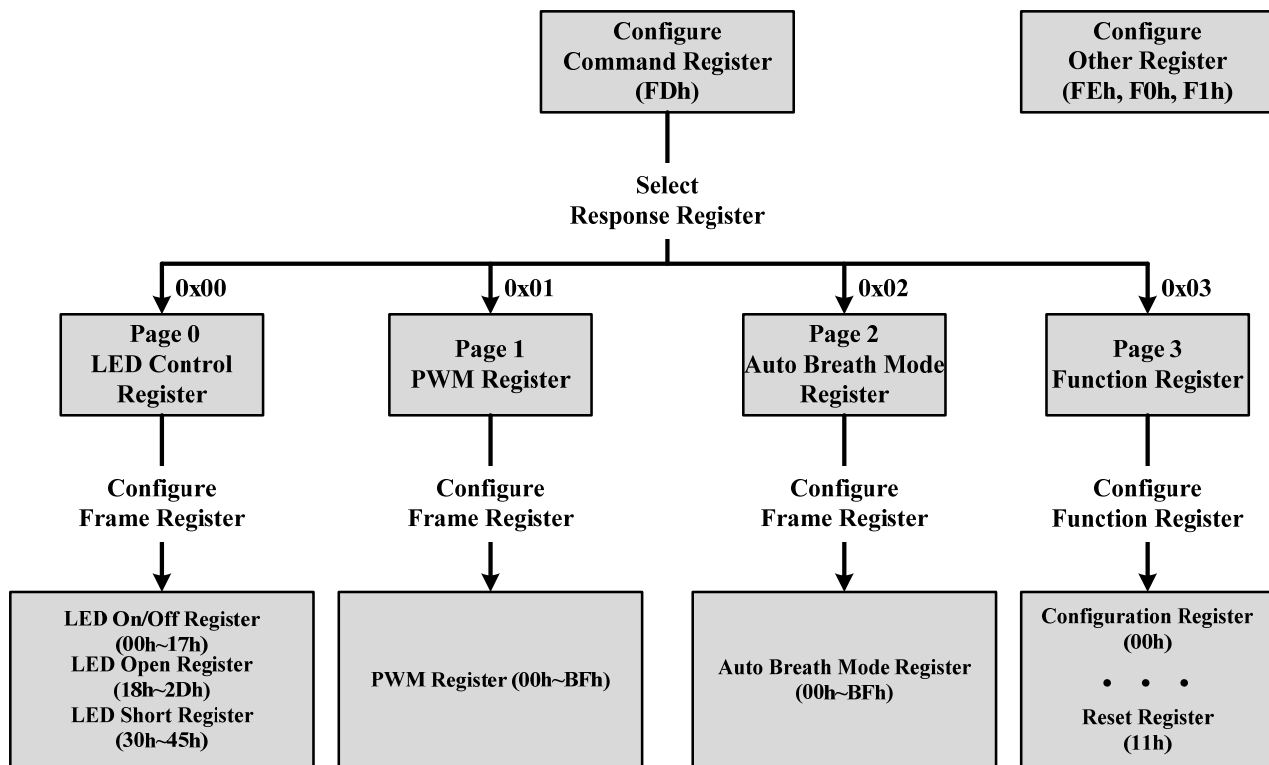 Configure
Command Register
(FDh)
Configure
Other Register
(FEh, F0h, F1h)
Select
Response Register
0x00
0x01
0x02
0x03
Page 0
LED Control
Register
Page 1
PWM Register
Page 2
Auto Breath Mode
Register
Page 3
Function Register
Configure
Frame Register
Configure
Frame Register
Configure
Frame Register
Configure
Function Register
LED On/Off Register
(00h~17h)
LED Open Register
(18h~2Dh)
LED Short Register
(30h~45h)
PWM Register (00h~BFh)
Auto Breath Mode Register
(00h~BFh)
Configuration Register
(00h)
• • •
Reset Register
(11h)